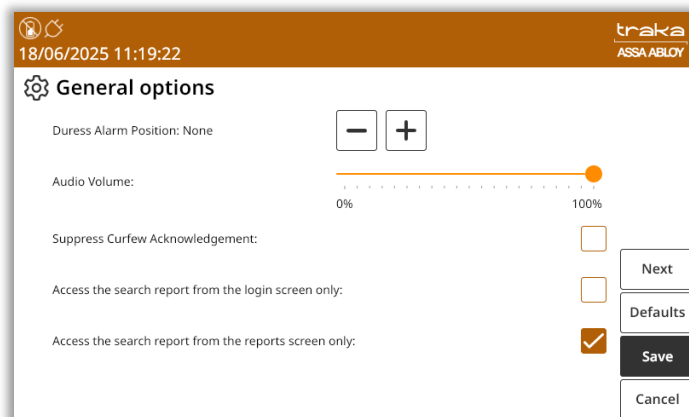 18/06/2025 11:19:22
traka
ASSA ABLOY
General options
Duress Alarm Position: None
Audio Volume:
0% 100%
Suppress Curfew Acknowledgement:
Access the search report from the login screen only:
Access the search report from the reports screen only:
Next
Defaults
Save
Cancel